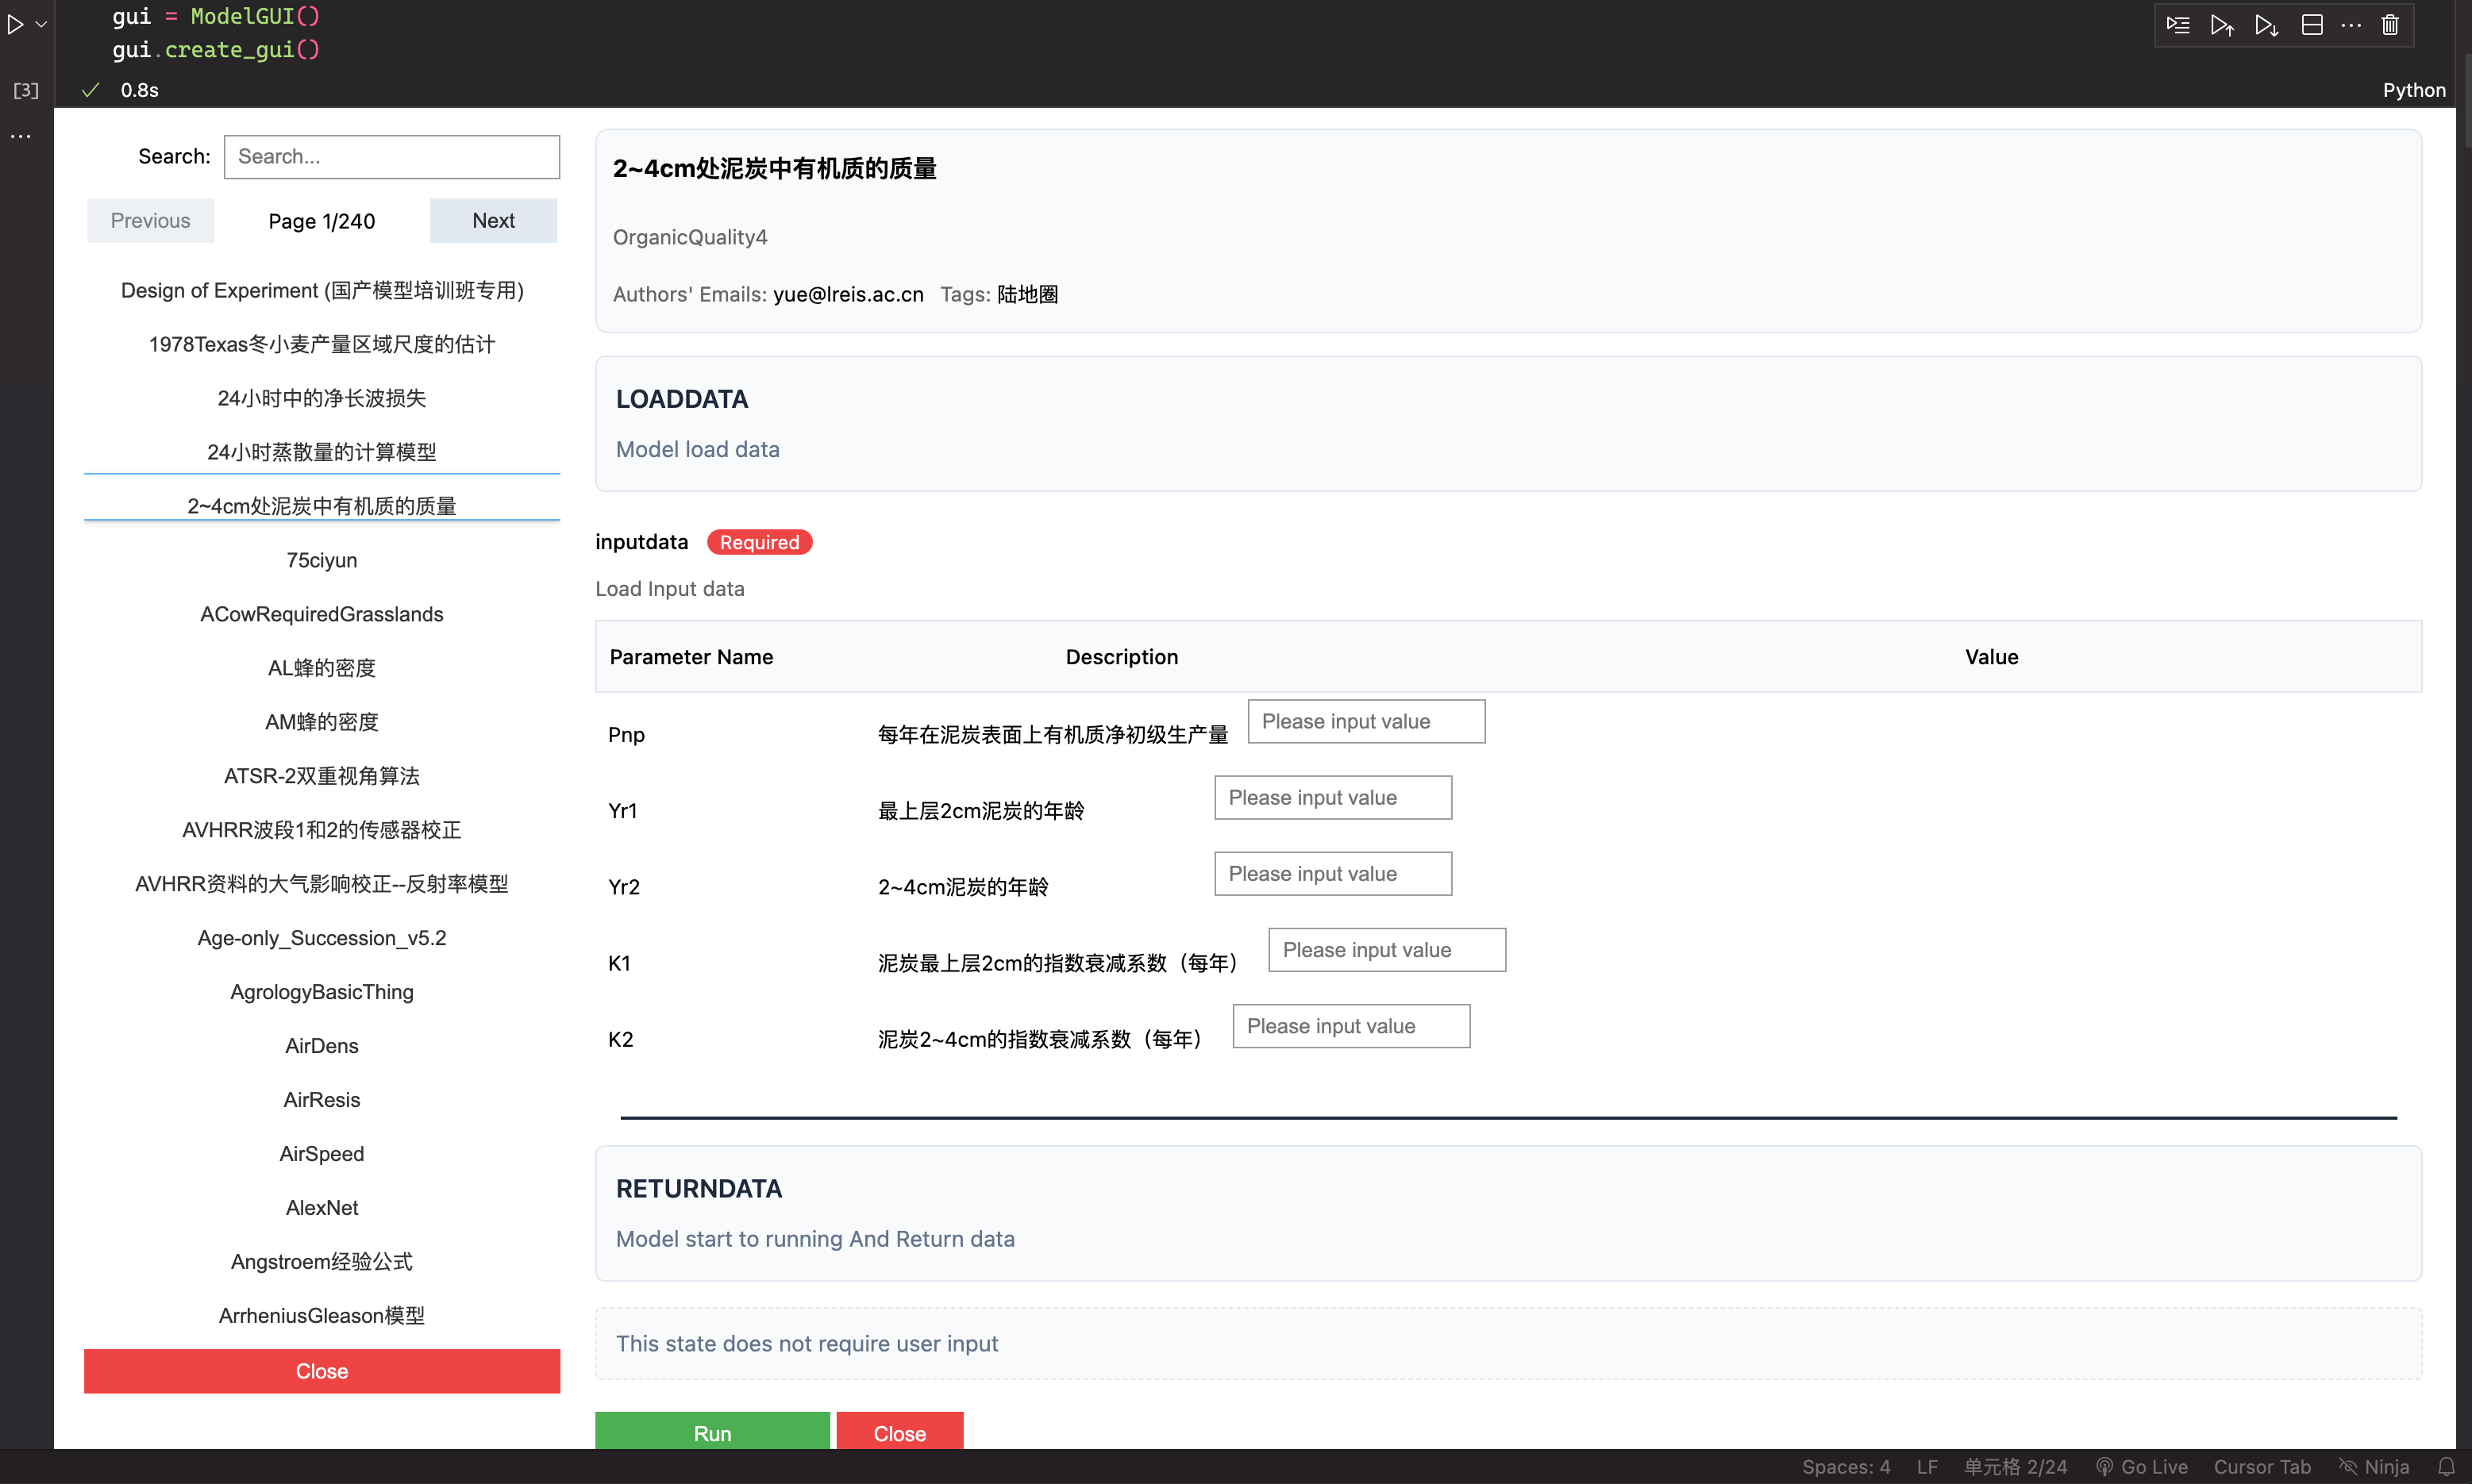 gui = ModelGUI()
gui.create_gui()
[3]
0.8s
Python
Search:
Search...
Previous
Page 1/240
Next
Design of Experiment (国产模型培训班专用)
1978Texas冬小麦产量区域尺度的估计
24小时中的净长波损失
24小时蒸散量的计算模型
2~4cm处泥炭中有机质的质量
75ciyun
ACowRequiredGrasslands
AL蜂的密度
AM蜂的密度
ATSR-2双重视角算法
AVHRR波段1和2的传感器校正
AVHRR资料的大气影响校正--反射率模型
Age-only_Succession_v5.2
AgrologyBasicThing
AirDens
AirResis
AirSpeed
AlexNet
Angstroem经验公式
ArrheniusGleason模型
Close
2~4cm处泥炭中有机质的质量
OrganicQuality4
Authors' Emails: yue@lreis.ac.cn Tags: 陆地圈
LOADDATA
Model load data
inputdata Required
Load Input data
Parameter Name Description Value
Pnp 每年在泥炭表面上有机质净初级生产量 Please input value
Yr1 最上层2cm泥炭的年龄 Please input value
Yr2 2~4cm泥炭的年龄 Please input value
K1 泥炭最上层2cm的指数衰减系数（每年） Please input value
K2 泥炭2~4cm的指数衰减系数（每年） Please input value
RETURNDATA
Model start to running And Return data
This state does not require user input
Run Close
Spaces: 4 LF 单元格 2/24 Go Live Cursor Tab Ninja